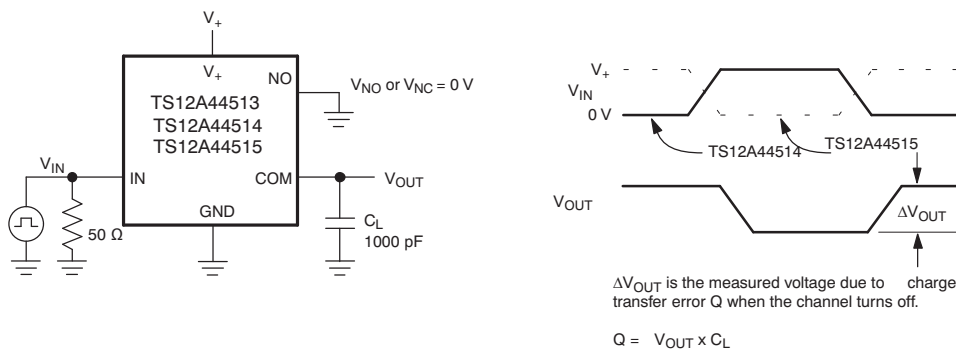 V+
V+
NO
VNO or VNC = 0 V
TS12A44513
TS12A44514
TS12A44515
VIN
IN
COM
VOUT
GND
50 Ω
CL
1000 pF
V+
VIN
0 V
TS12A44514
TS12A44515
VOUT
ΔVOUT
ΔVOUT is the measured voltage due to charge
transfer error Q when the channel turns off.
Q = VOUT x CL